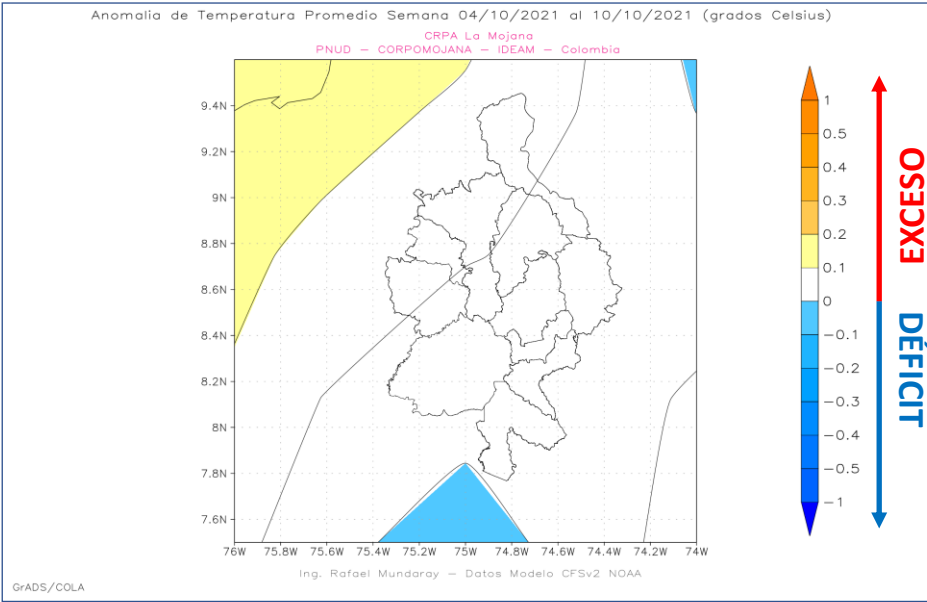 Anomalia de Temperatura Promedio Semana 04/10/2021 al 10/10/2021 (grados Celsius)
CRPA La Mojana
PNUD – CORPOMOJANA – IDEAM – Colombia
9.4N
9.2N
9N
8.8N
8.6N
8.4N
8.2N
8N
7.8N
7.6N
76W 75.8W 75.6W 75.4W 75.2W 75W 74.8W 74.6W 74.4W 74.2W 74W
1
0.5
0.4
0.3
0.2
0.1
0
−0.1
−0.2
−0.3
−0.4
−0.5
−1
EXCESO
DÉFICIT
Ing. Rafael Mundaray – Datos Modelo CFSv2 NOAA
GrADS/COLA